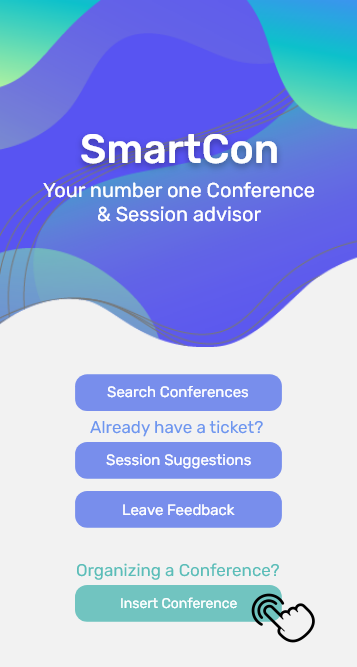 SmartCon
Your number one Conference
& Session advisor
Search Conferences
Already have a ticket?
Session Suggestions
Leave Feedback
Organizing a Conference?
Insert Conference